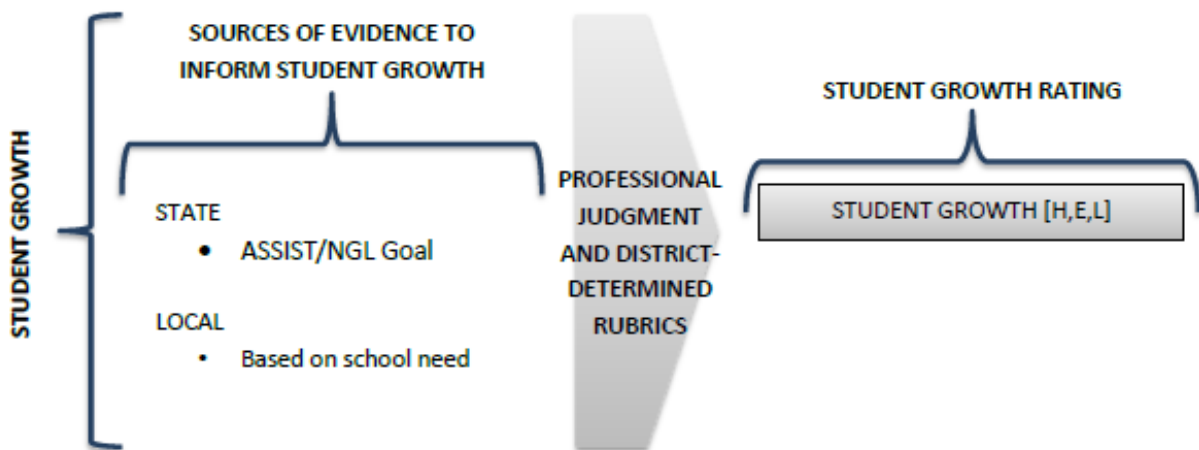 STUDENT GROWTH
SOURCES OF EVIDENCE TO
INFORM STUDENT GROWTH
STATE
• ASSIST/NGL Goal
LOCAL
• Based on school need
PROFESSIONAL
JUDGMENT
AND DISTRICT-
DETERMINED
RUBRICS
STUDENT GROWTH RATING
STUDENT GROWTH [H,E,L]